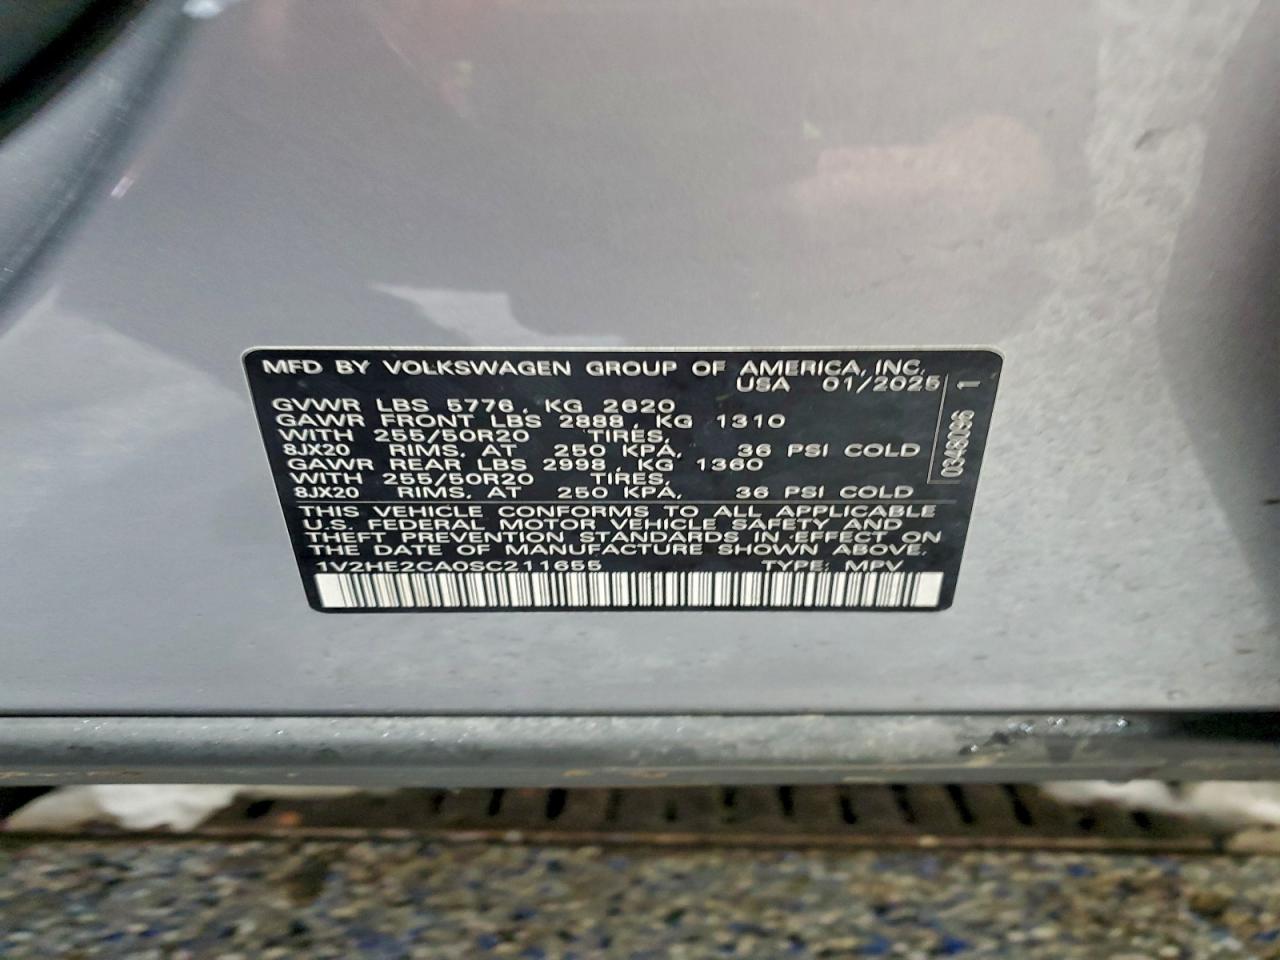 MFD BY VOLKSWAGEN GROUP OF AMERICA, INC.
USA 01/2025
GVWR LBS 5776, KG 2620
GAWR FRONT LBS 2888, KG 1310
WITH 255/50R20 TIRES,
8JX20 RIMS, AT 250 KPA, 36 PSI COLD
GAWR REAR LBS 2998, KG 1360
WITH 255/50R20 TIRES,
8JX20 RIMS, AT 250 KPA, 36 PSI COLD
THIS VEHICLE CONFORMS TO ALL APPLICABLE
U.S. FEDERAL MOTOR VEHICLE SAFETY AND
THEFT PREVENTION STANDARDS IN EFFECT ON
THE DATE OF MANUFACTURE SHOWN ABOVE.
1V2HE2CA0SC211655 TYPE: MPV
0348096 1